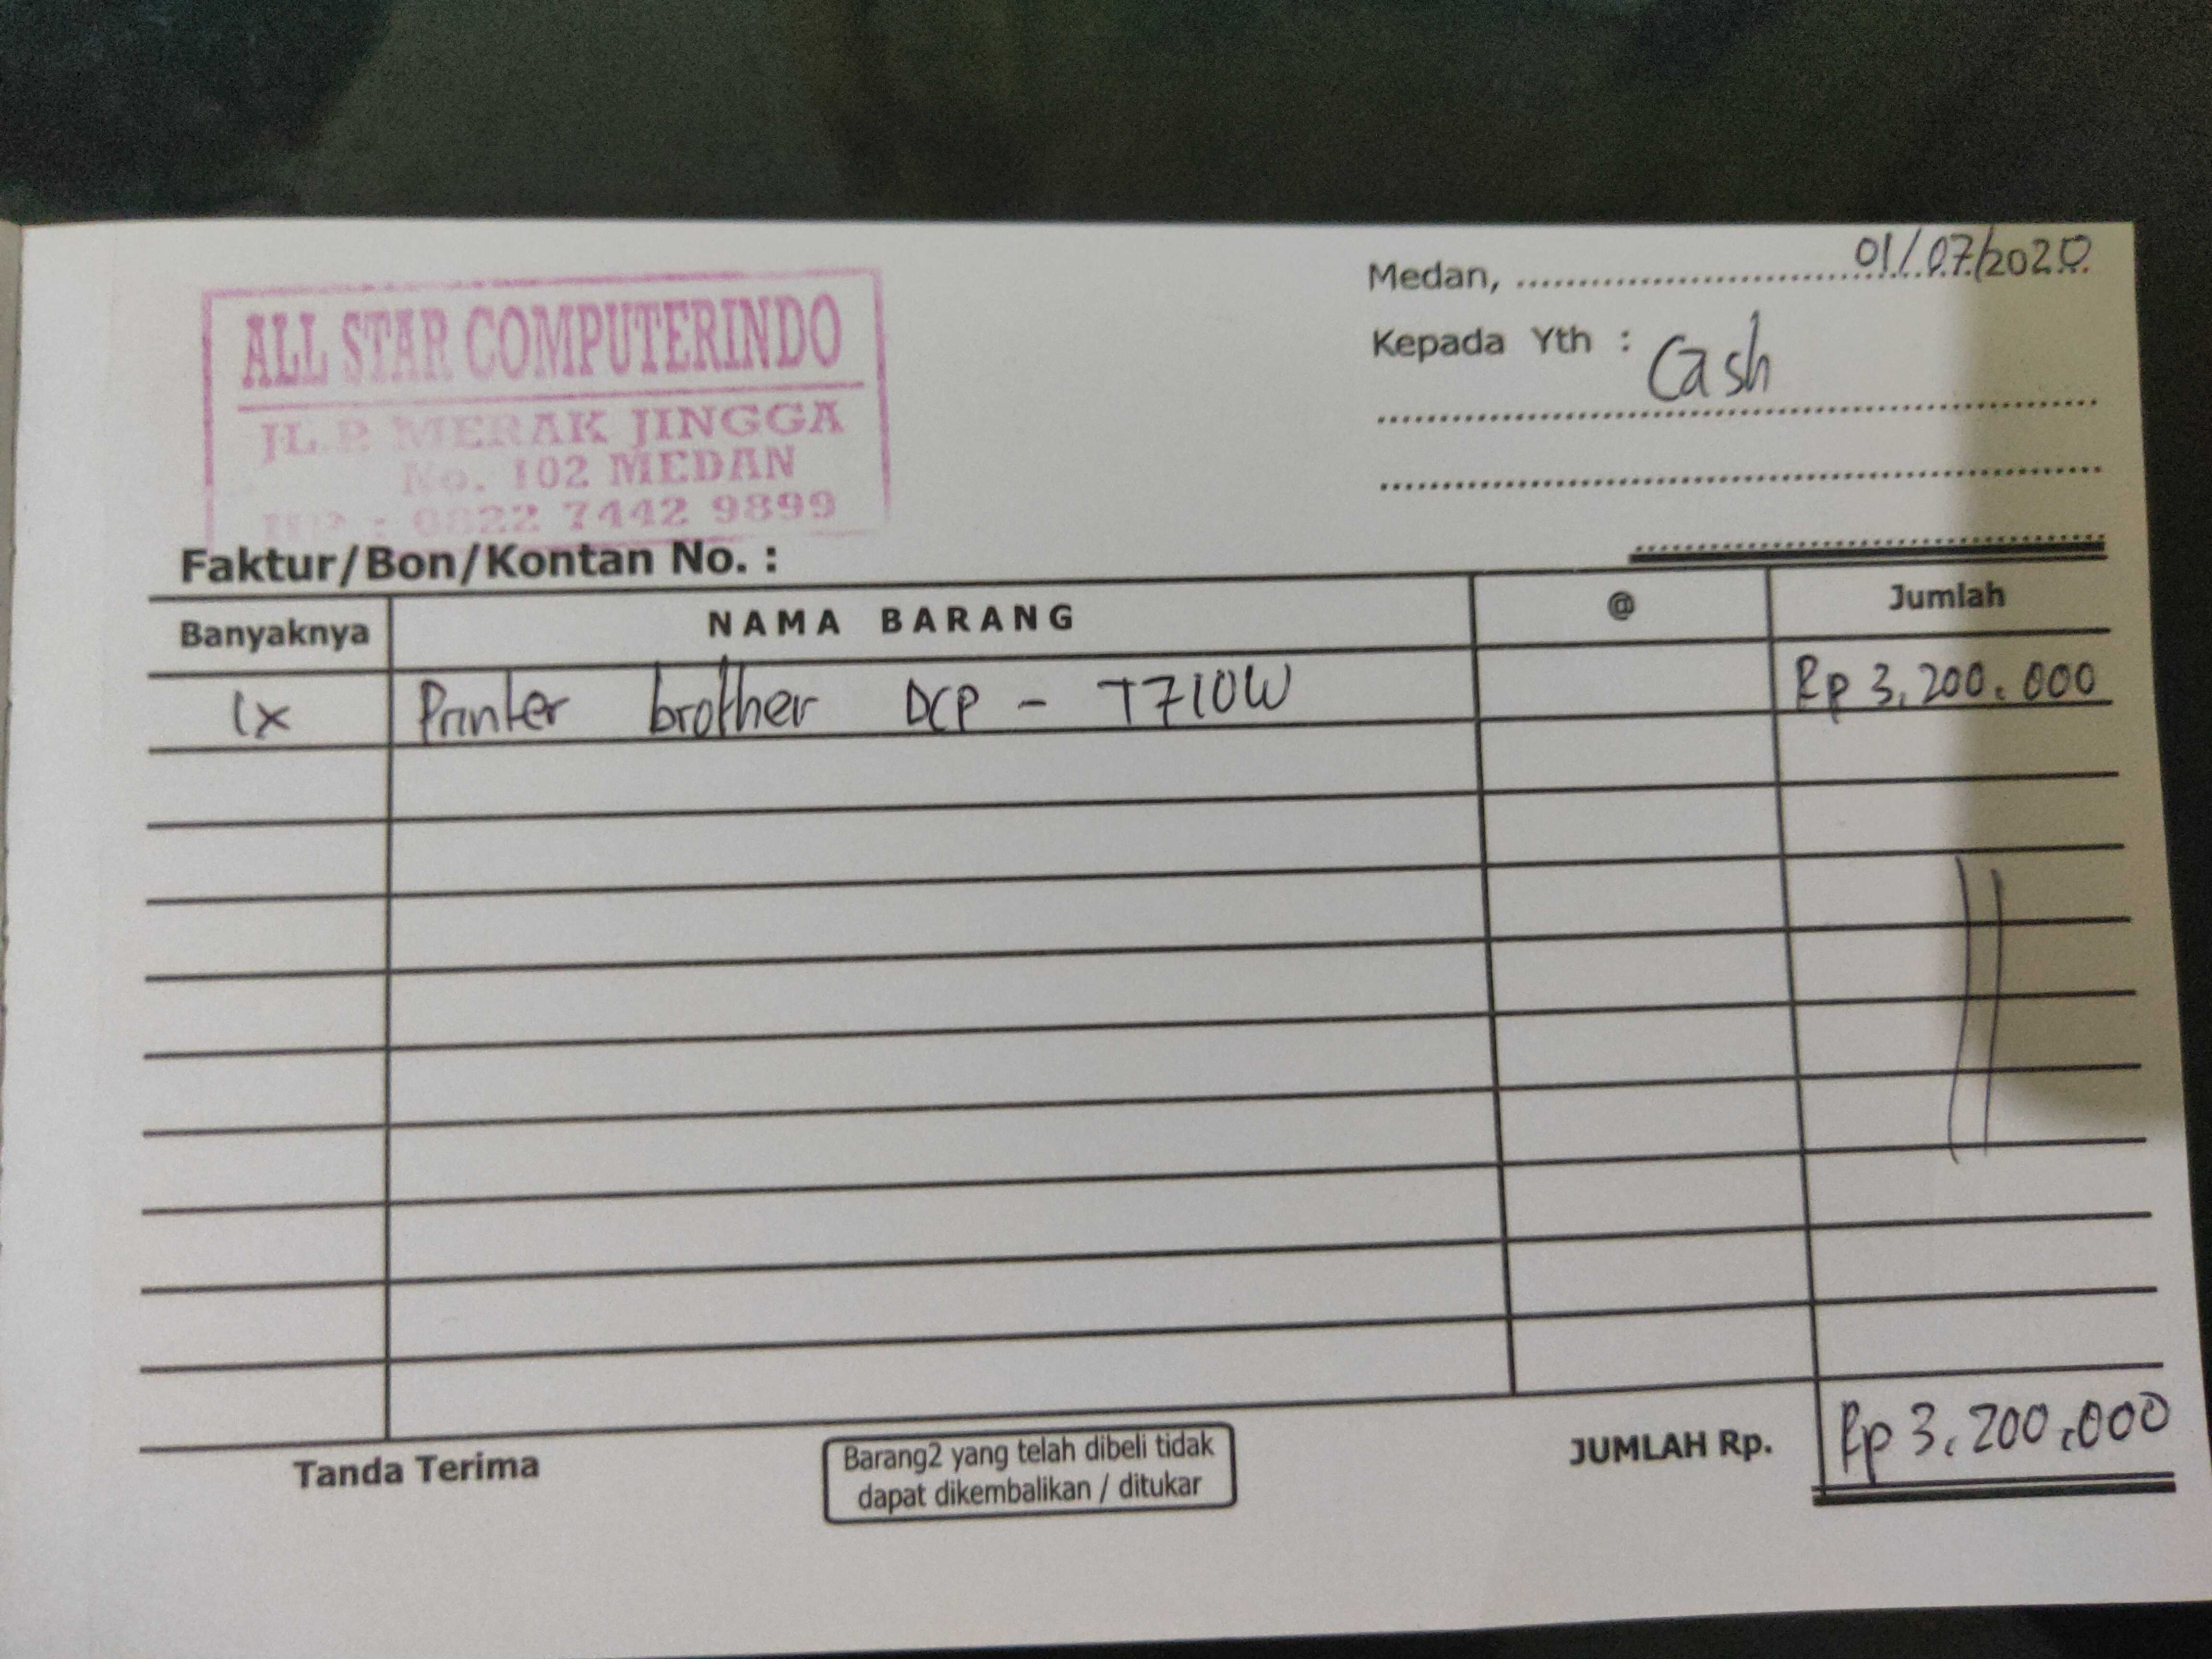 ALL STAR COMPUTERINDO
JL. P. MERAK JINGGA
No. 102 MEDAN
HP : 0822 7442 9899
Medan, 01/07/2020
Kepada Yth : Cash
Faktur/Bon/Kontan No. :
Banyaknya NAMA BARANG @ Jumlah
1x Printer brother DCP - T710W Rp 3,200,000
Tanda Terima
Barang2 yang telah dibeli tidak
dapat dikembalikan / ditukar
JUMLAH Rp. Rp 3,200,000